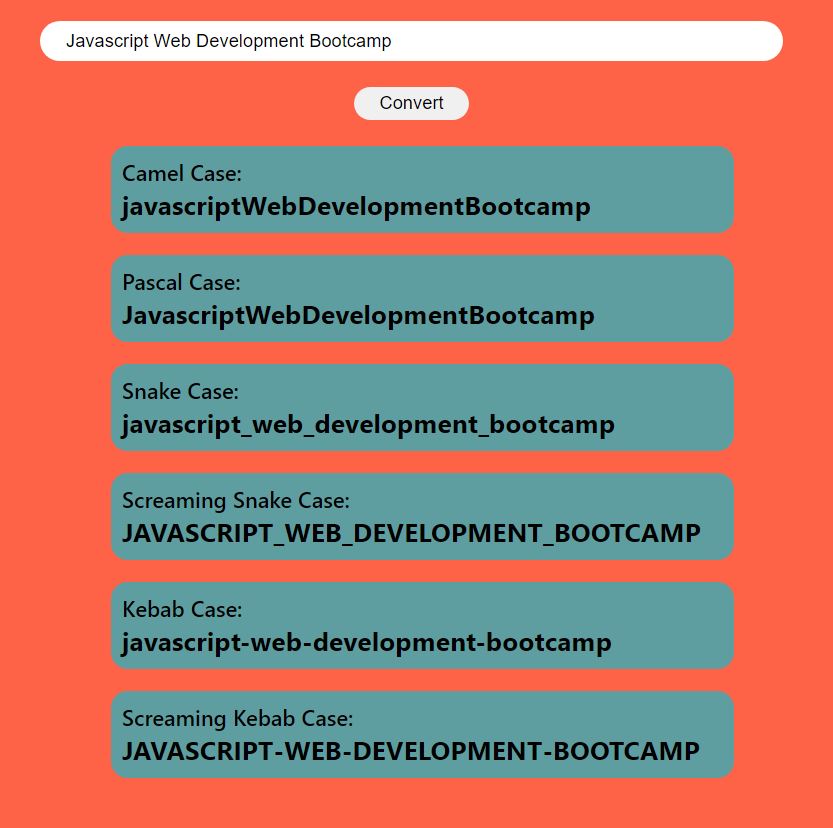 Javascript Web Development Bootcamp
Convert
Camel Case:
javascriptWebDevelopmentBootcamp
Pascal Case:
JavascriptWebDevelopmentBootcamp
Snake Case:
javascript_web_development_bootcamp
Screaming Snake Case:
JAVASCRIPT_WEB_DEVELOPMENT_BOOTCAMP
Kebab Case:
javascript-web-development-bootcamp
Screaming Kebab Case:
JAVASCRIPT-WEB-DEVELOPMENT-BOOTCAMP